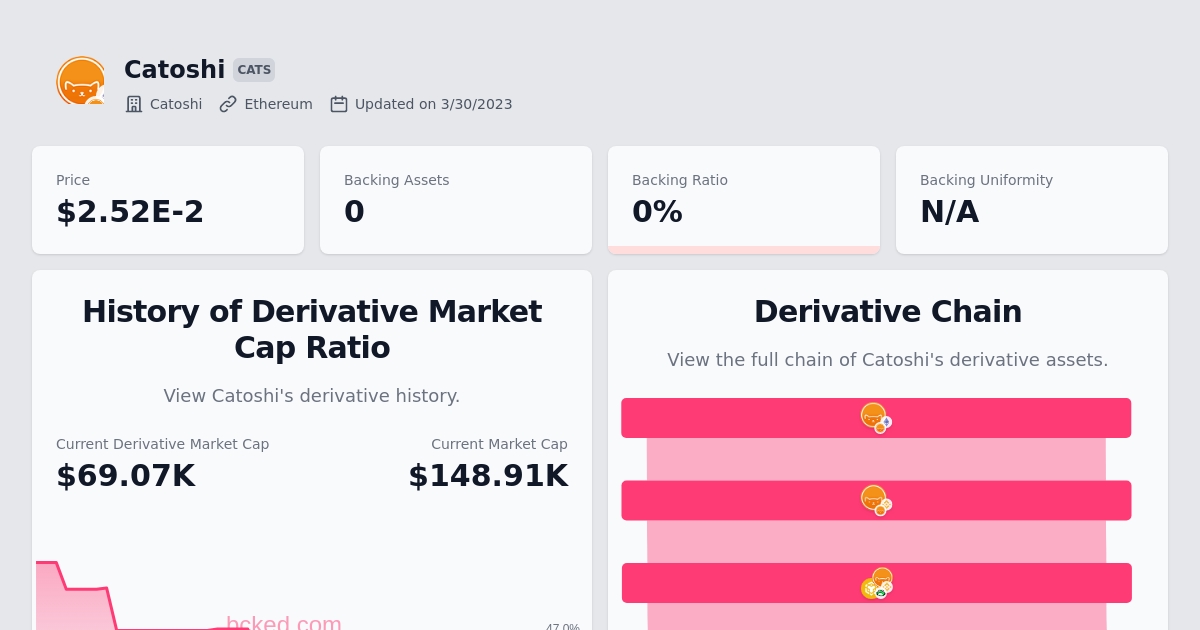 Catoshi CATS
Catoshi Ethereum Updated on 3/30/2023
Price
$2.52E-2
Backing Assets
0
Backing Ratio
0%
Backing Uniformity
N/A
History of Derivative Market
Cap Ratio
View Catoshi's derivative history.
Current Derivative Market Cap
$69.07K
Current Market Cap
$148.91K
bcked.com
47.0%
Derivative Chain
View the full chain of Catoshi's derivative assets.